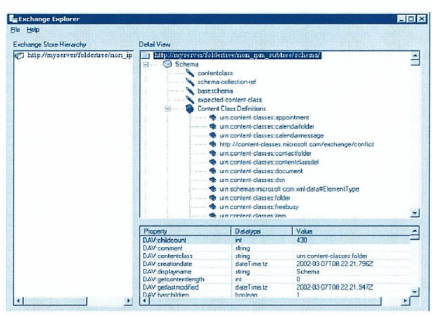 Exchange Explorer
File Help
Exchange Store Hierarchy
http://myserver/foldertree/non_ip
Detail View
http://myserver/foldertree/non_ipm_subtree/schema/
Schema
contentclass
schema-collection-ref
baseschema
expected-content-class
Content Class Definitions
urn:content-classes:appointment
urn:content-classes:calendarfolder
urn:content-classes:calendarmessage
http://content-classes.microsoft.com/exchange/conflict
urn:content-classes:contactfolder
urn:content-classes:contentclassdef
urn:content-classes:document
urn:content-classes:dsn
urn:schemas-microsoft-com:xml-data#ElementType
urn:content-classes:folder
urn:content-classes:freebusy
urn:content-classes:item
Property Datatype Value
DAV:childcount int 430
DAV:comment string
DAV:contentclass string urn:content-classes:folder
DAV:creationdate dateTime.tz 2002-03-07T08:22:21.796Z
DAV:displayname string Schema
DAV:getcontentlength int 0
DAV:getlastmodified dateTime.tz 2002-03-07T08:22:21.947Z
DAV:haschildren boolean 1